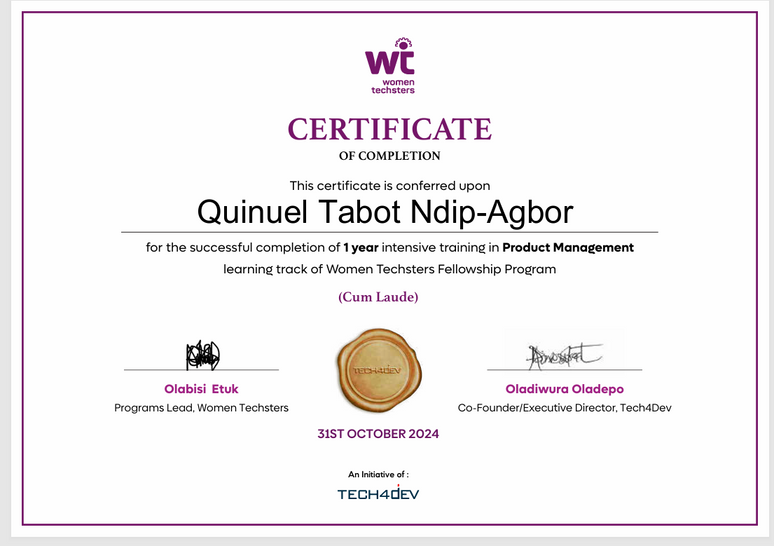 wt
women
techsters
CERTIFICATE
OF COMPLETION
This certificate is conferred upon
Quinuel Tabot Ndip-Agbor
for the successful completion of 1 year intensive training in Product Management
learning track of Women Techsters Fellowship Program
(Cum Laude)
TECH4DEV
Olabisi Etuk
Programs Lead, Women Techsters
Oladiwura Oladepo
Co-Founder/Executive Director, Tech4Dev
31ST OCTOBER 2024
An Initiative of :
TECH4DEV